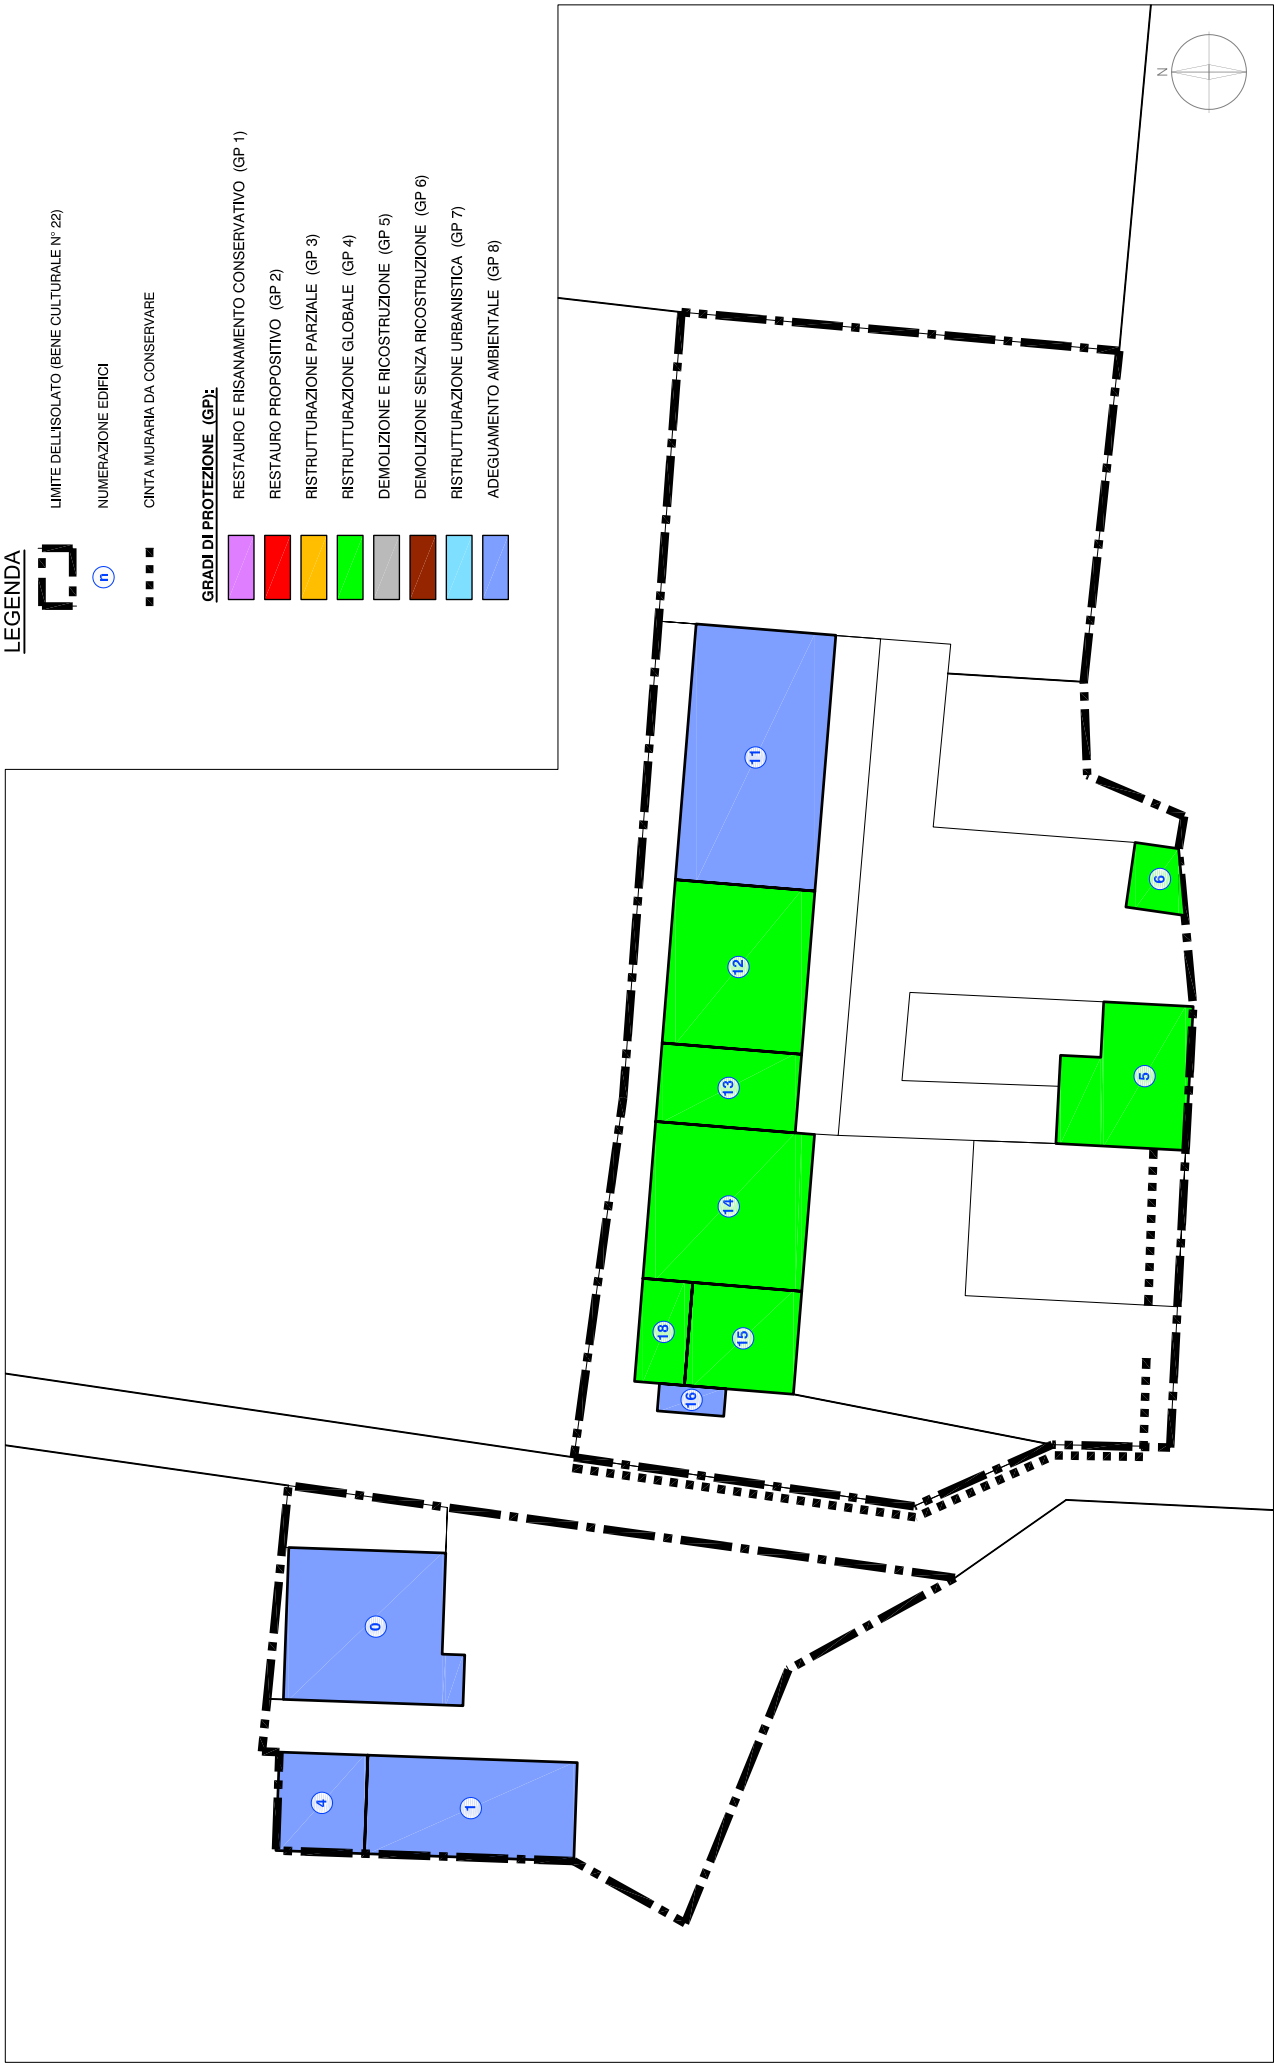 LEGENDA
LIMITE DELL'ISOLATO (BENE CULTURALE N° 22)
n
NUMERAZIONE EDIFICI
CINTA MURARIA DA CONSERVARE
GRADI DI PROTEZIONE (GP):
RESTAURO E RISANAMENTO CONSERVATIVO (GP 1)
RESTAURO PROPOSITIVO (GP 2)
RISTRUTTURAZIONE PARZIALE (GP 3)
RISTRUTTURAZIONE GLOBALE (GP 4)
DEMOLIZIONE E RICOSTRUZIONE (GP 5)
DEMOLIZIONE SENZA RICOSTRUZIONE (GP 6)
RISTRUTTURAZIONE URBANISTICA (GP 7)
ADEGUAMENTO AMBIENTALE (GP 8)
N
4
0
1
18
16
15
14
13
12
11
5
6